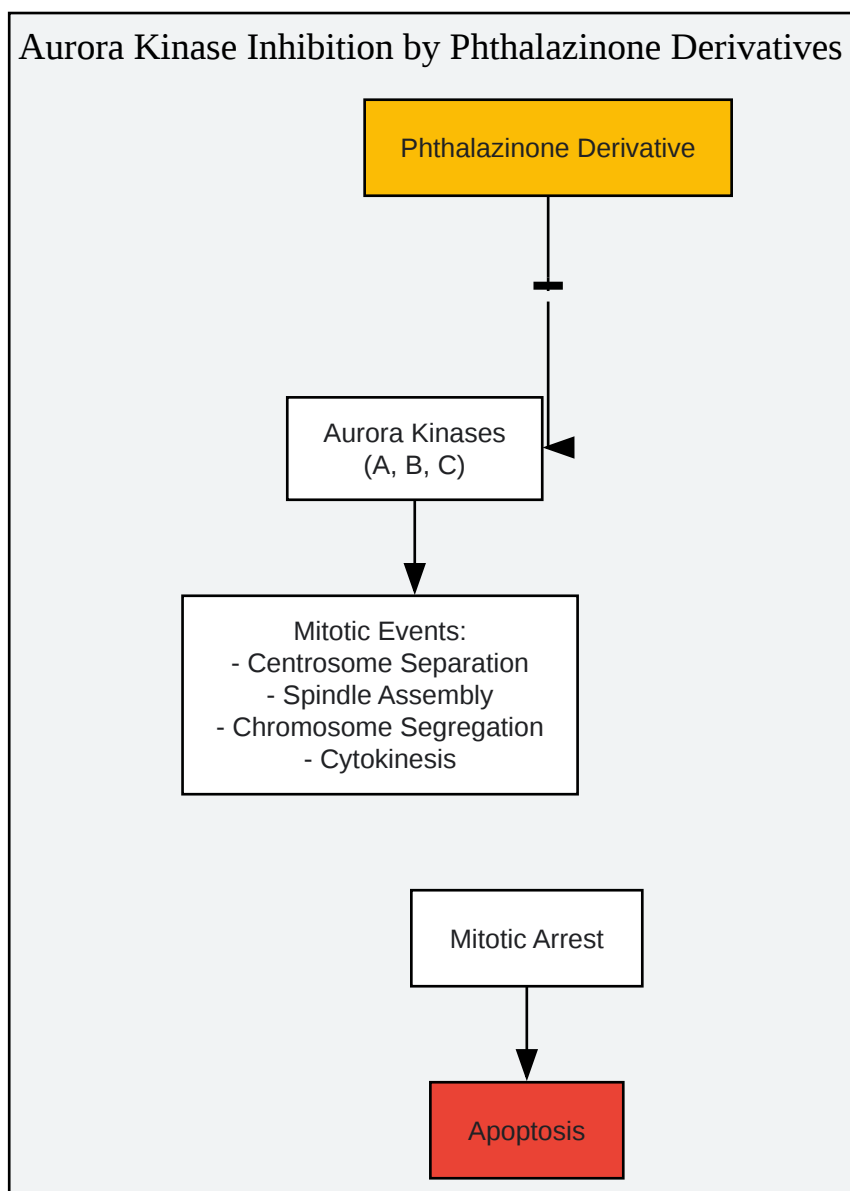 Aurora Kinase Inhibition by Phthalazinone Derivatives
Phthalazinone Derivative
Aurora Kinases
(A, B, C)
Mitotic Events:
- Centrosome Separation
- Spindle Assembly
- Chromosome Segregation
- Cytokinesis
Mitotic Arrest
Apoptosis